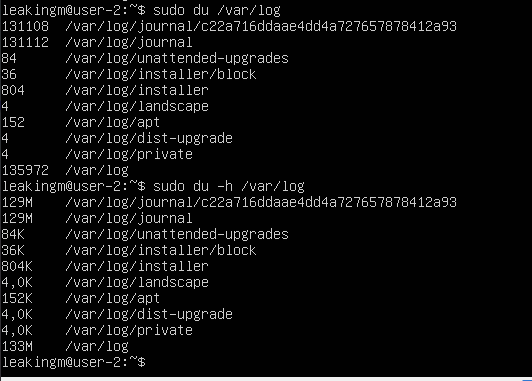 leakingm@user-2:~$ sudo du /var/log
131108 /var/log/journal/c22a716ddaae4dd4a727657878412a93
131112 /var/log/journal
84 /var/log/unattended-upgrades
36 /var/log/installer/block
804 /var/log/installer
4 /var/log/landscape
152 /var/log/apt
4 /var/log/dist-upgrade
4 /var/log/private
135972 /var/log
leakingm@user-2:~$ sudo du -h /var/log
129M /var/log/journal/c22a716ddaae4dd4a727657878412a93
129M /var/log/journal
84K /var/log/unattended-upgrades
36K /var/log/installer/block
804K /var/log/installer
4,0K /var/log/landscape
152K /var/log/apt
4,0K /var/log/dist-upgrade
4,0K /var/log/private
133M /var/log
leakingm@user-2:~$